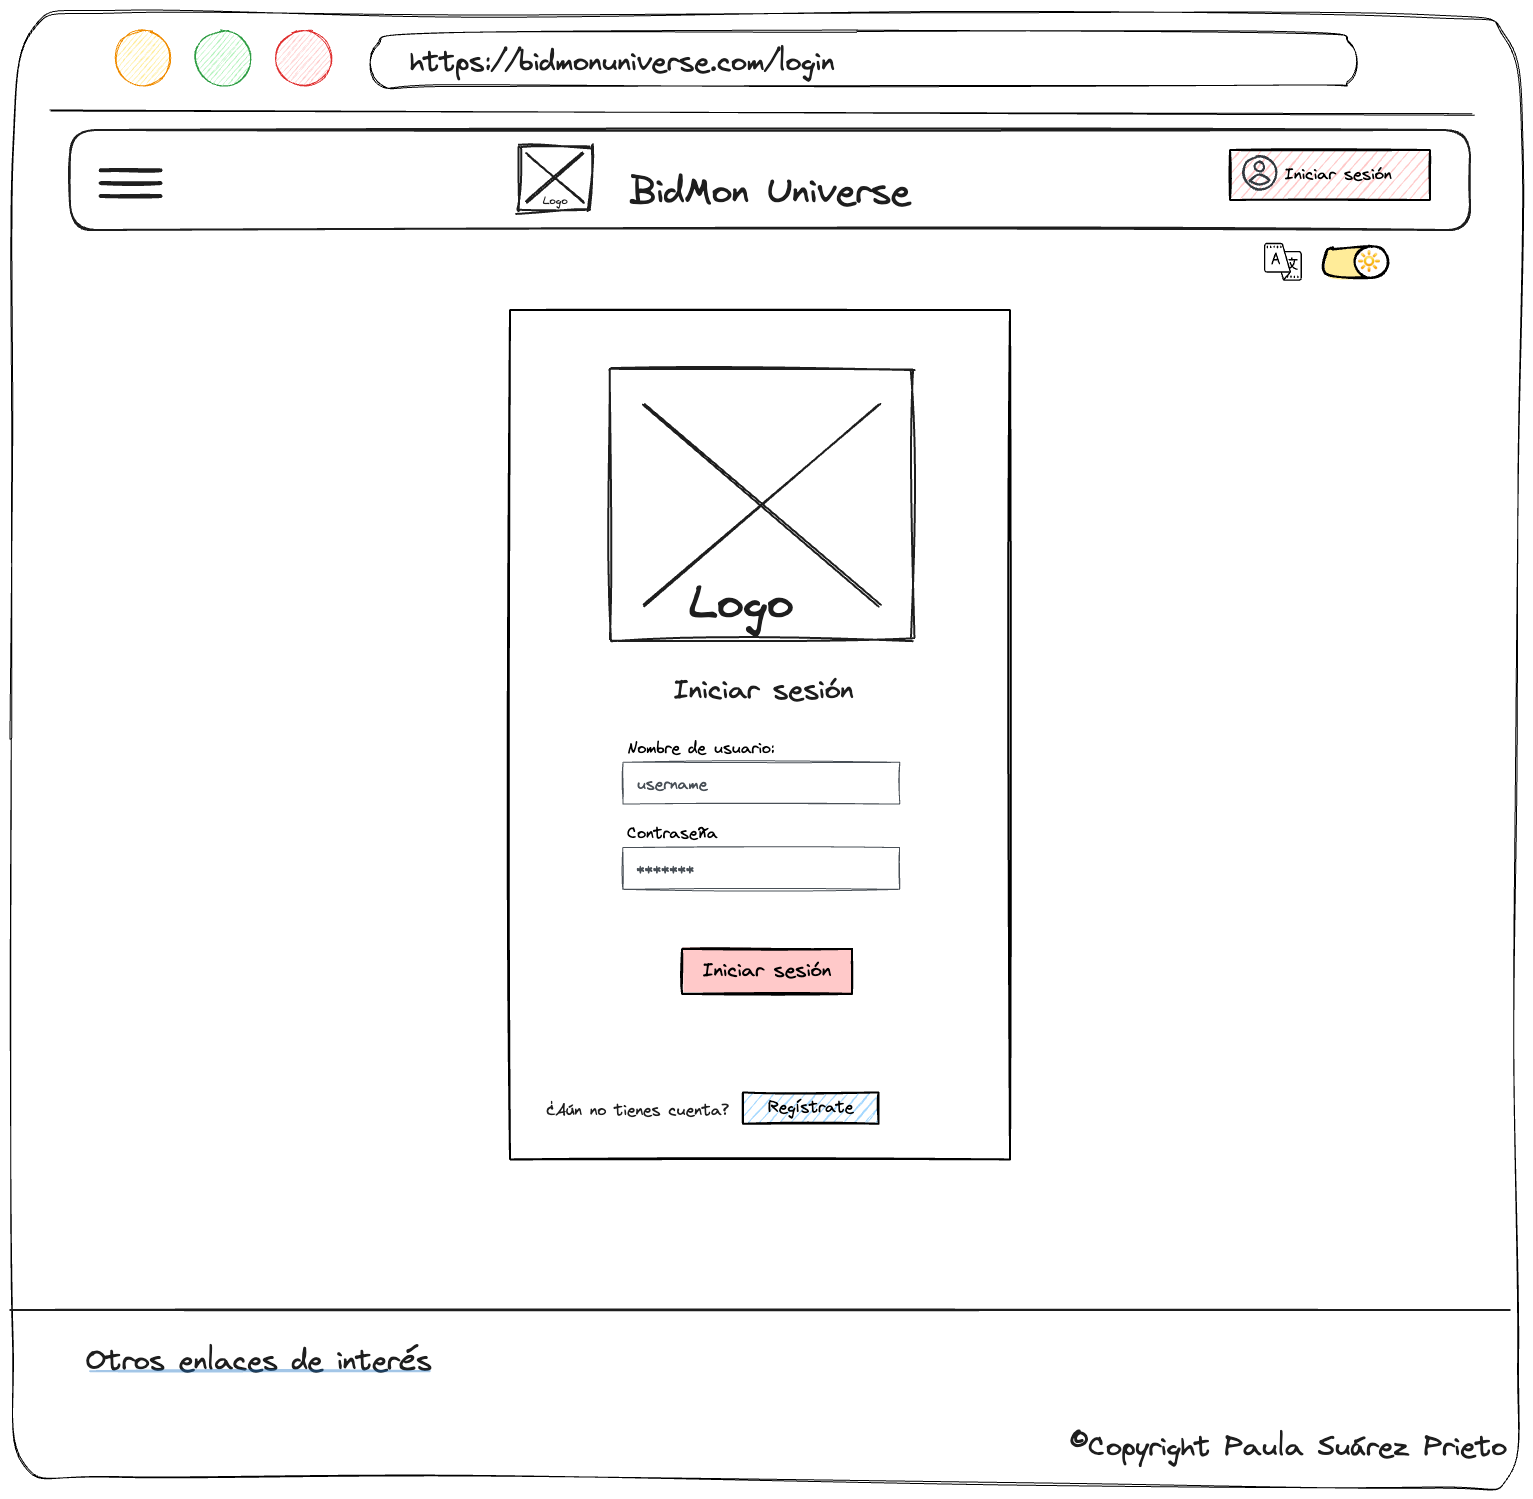 https://bidmonuniverse.com/login
Logo
BidMon Universe
Iniciar sesión
A 文
Logo
Iniciar sesión
Nombre de usuario:
username
Contraseña
*******
Iniciar sesión
¿Aún no tienes cuenta?
Regístrate
Otros enlaces de interés
©Copyright Paula Suárez Prieto